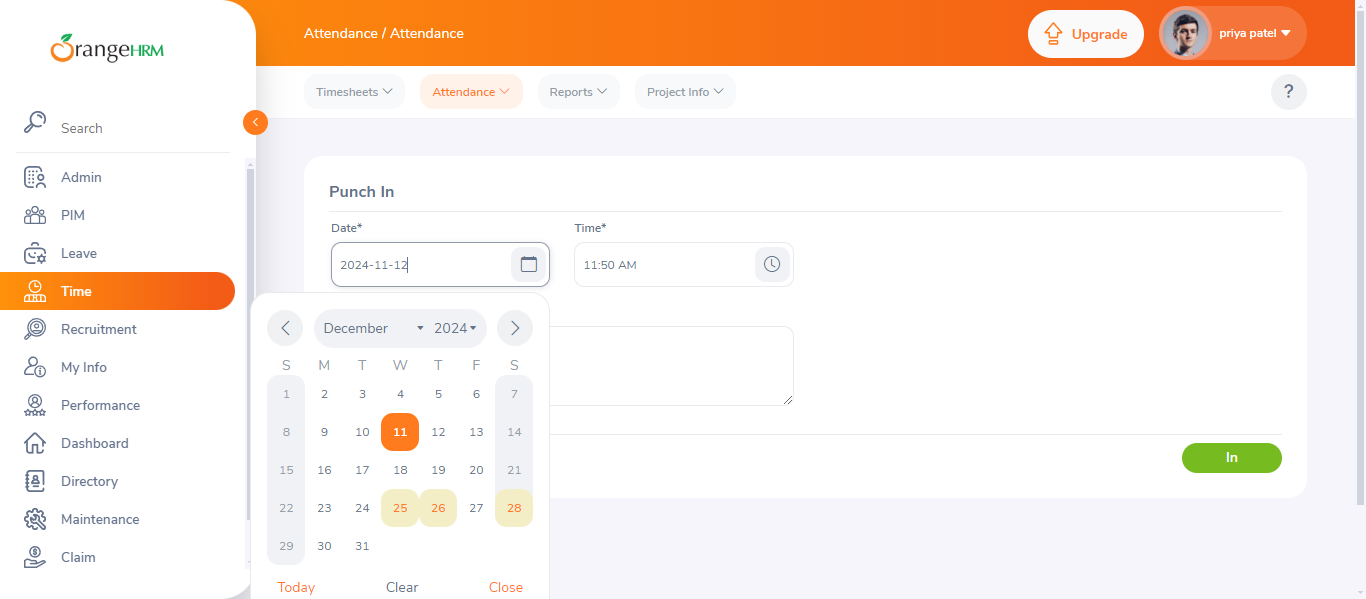 OrangeHRM
Attendance / Attendance
Upgrade
priya patel
Timesheets
Attendance
Reports
Project Info
?
Search
Admin
PIM
Leave
Time
Recruitment
My Info
Performance
Dashboard
Directory
Maintenance
Claim
Punch In
Date*
Time*
2024-11-12
11:50 AM
December 2024
S M T W T F S
1 2 3 4 5 6 7
8 9 10 11 12 13 14
15 16 17 18 19 20 21
22 23 24 25 26 27 28
29 30 31
Today Clear Close
In